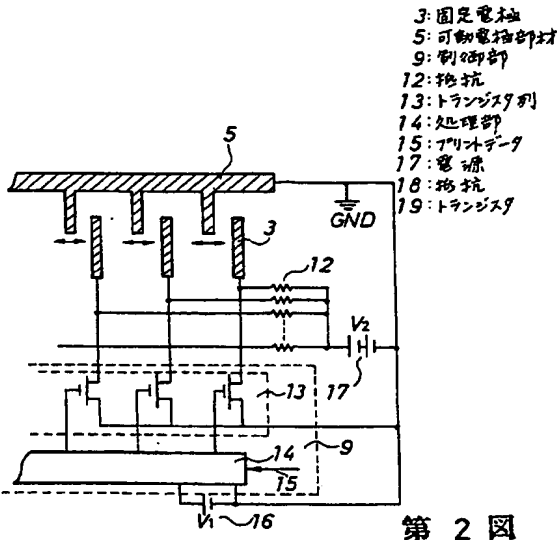 3:固定電極
5:可動電極部材
9:制御部
12:抵抗
13:トランジスタ列
14:処理部
15:プリントデータ
17:電源
18:抵抗
19:トランジスタ
5
GND
3
12
V2
17
13
9
14
15
V1
16
第2図